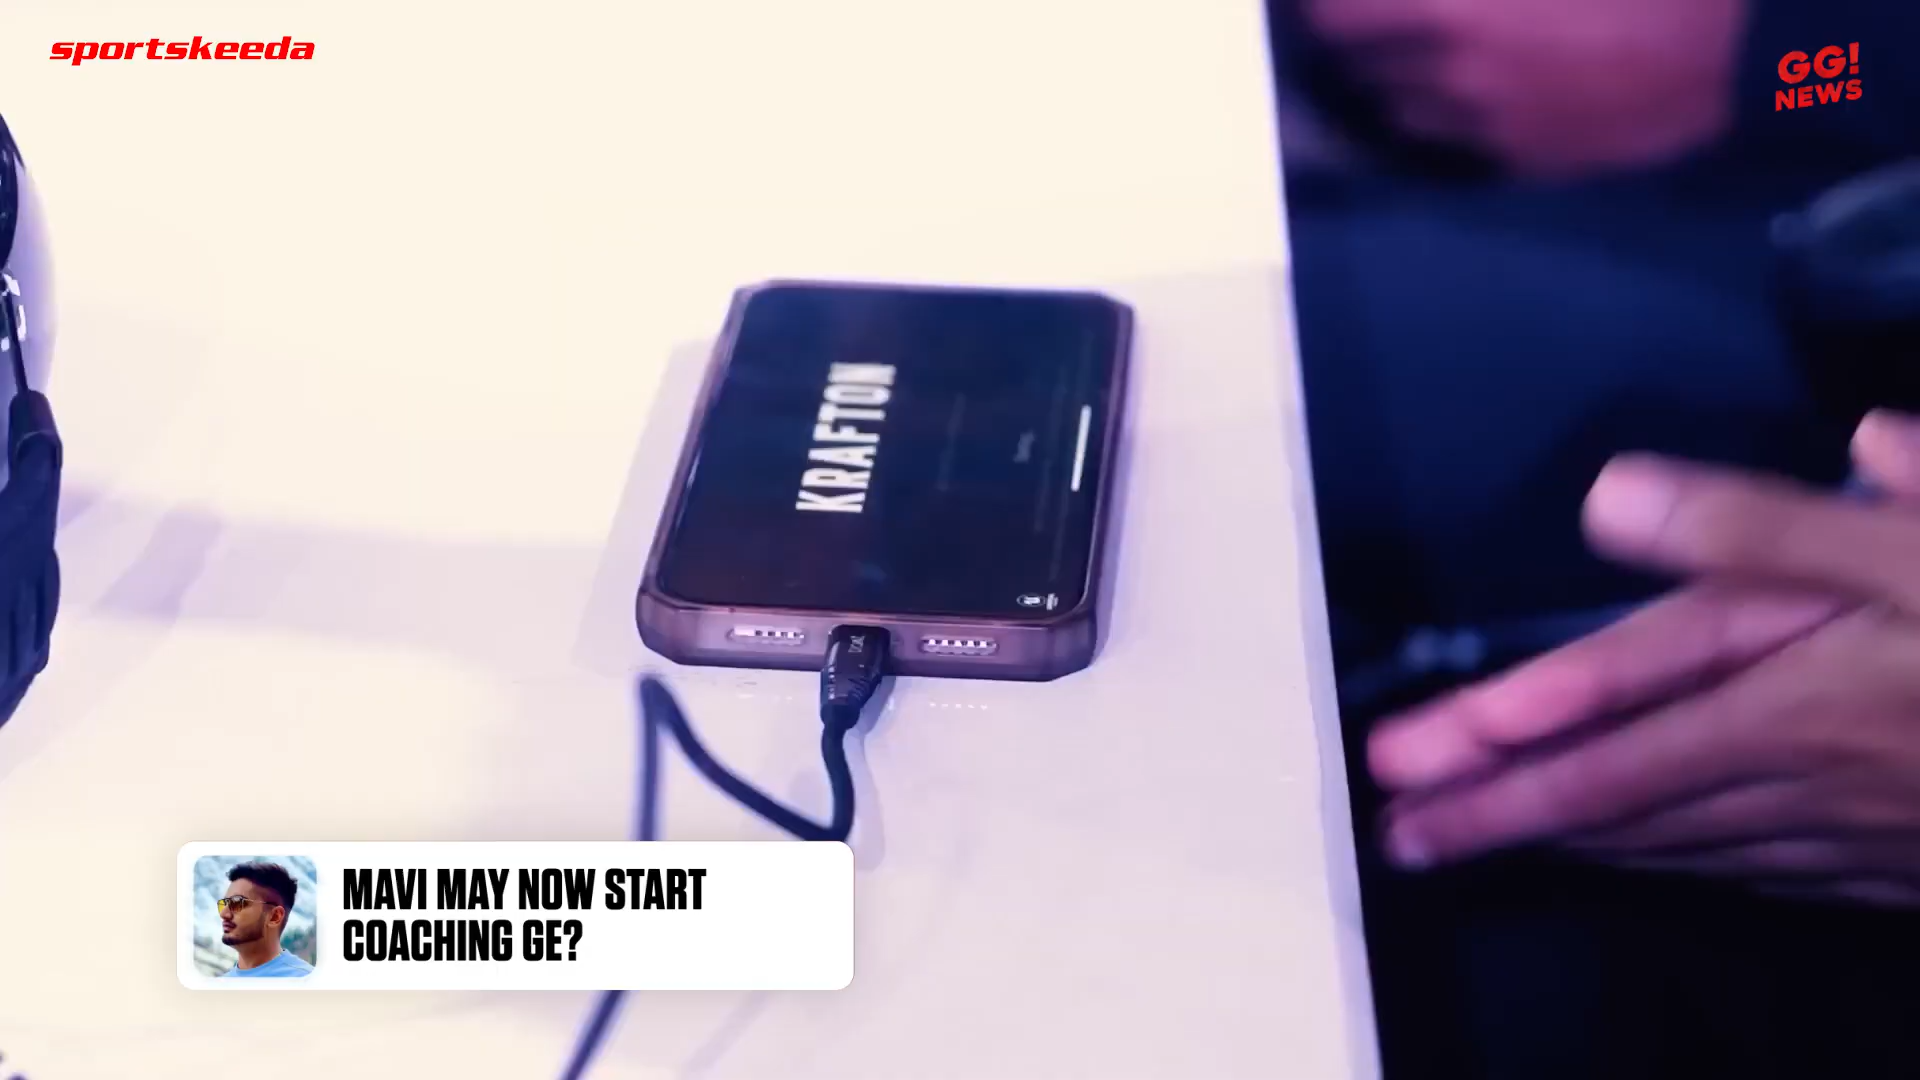 sportskeeda
GG!
NEWS
KRAFTON
MAVI MAY NOW START
COACHING GE?